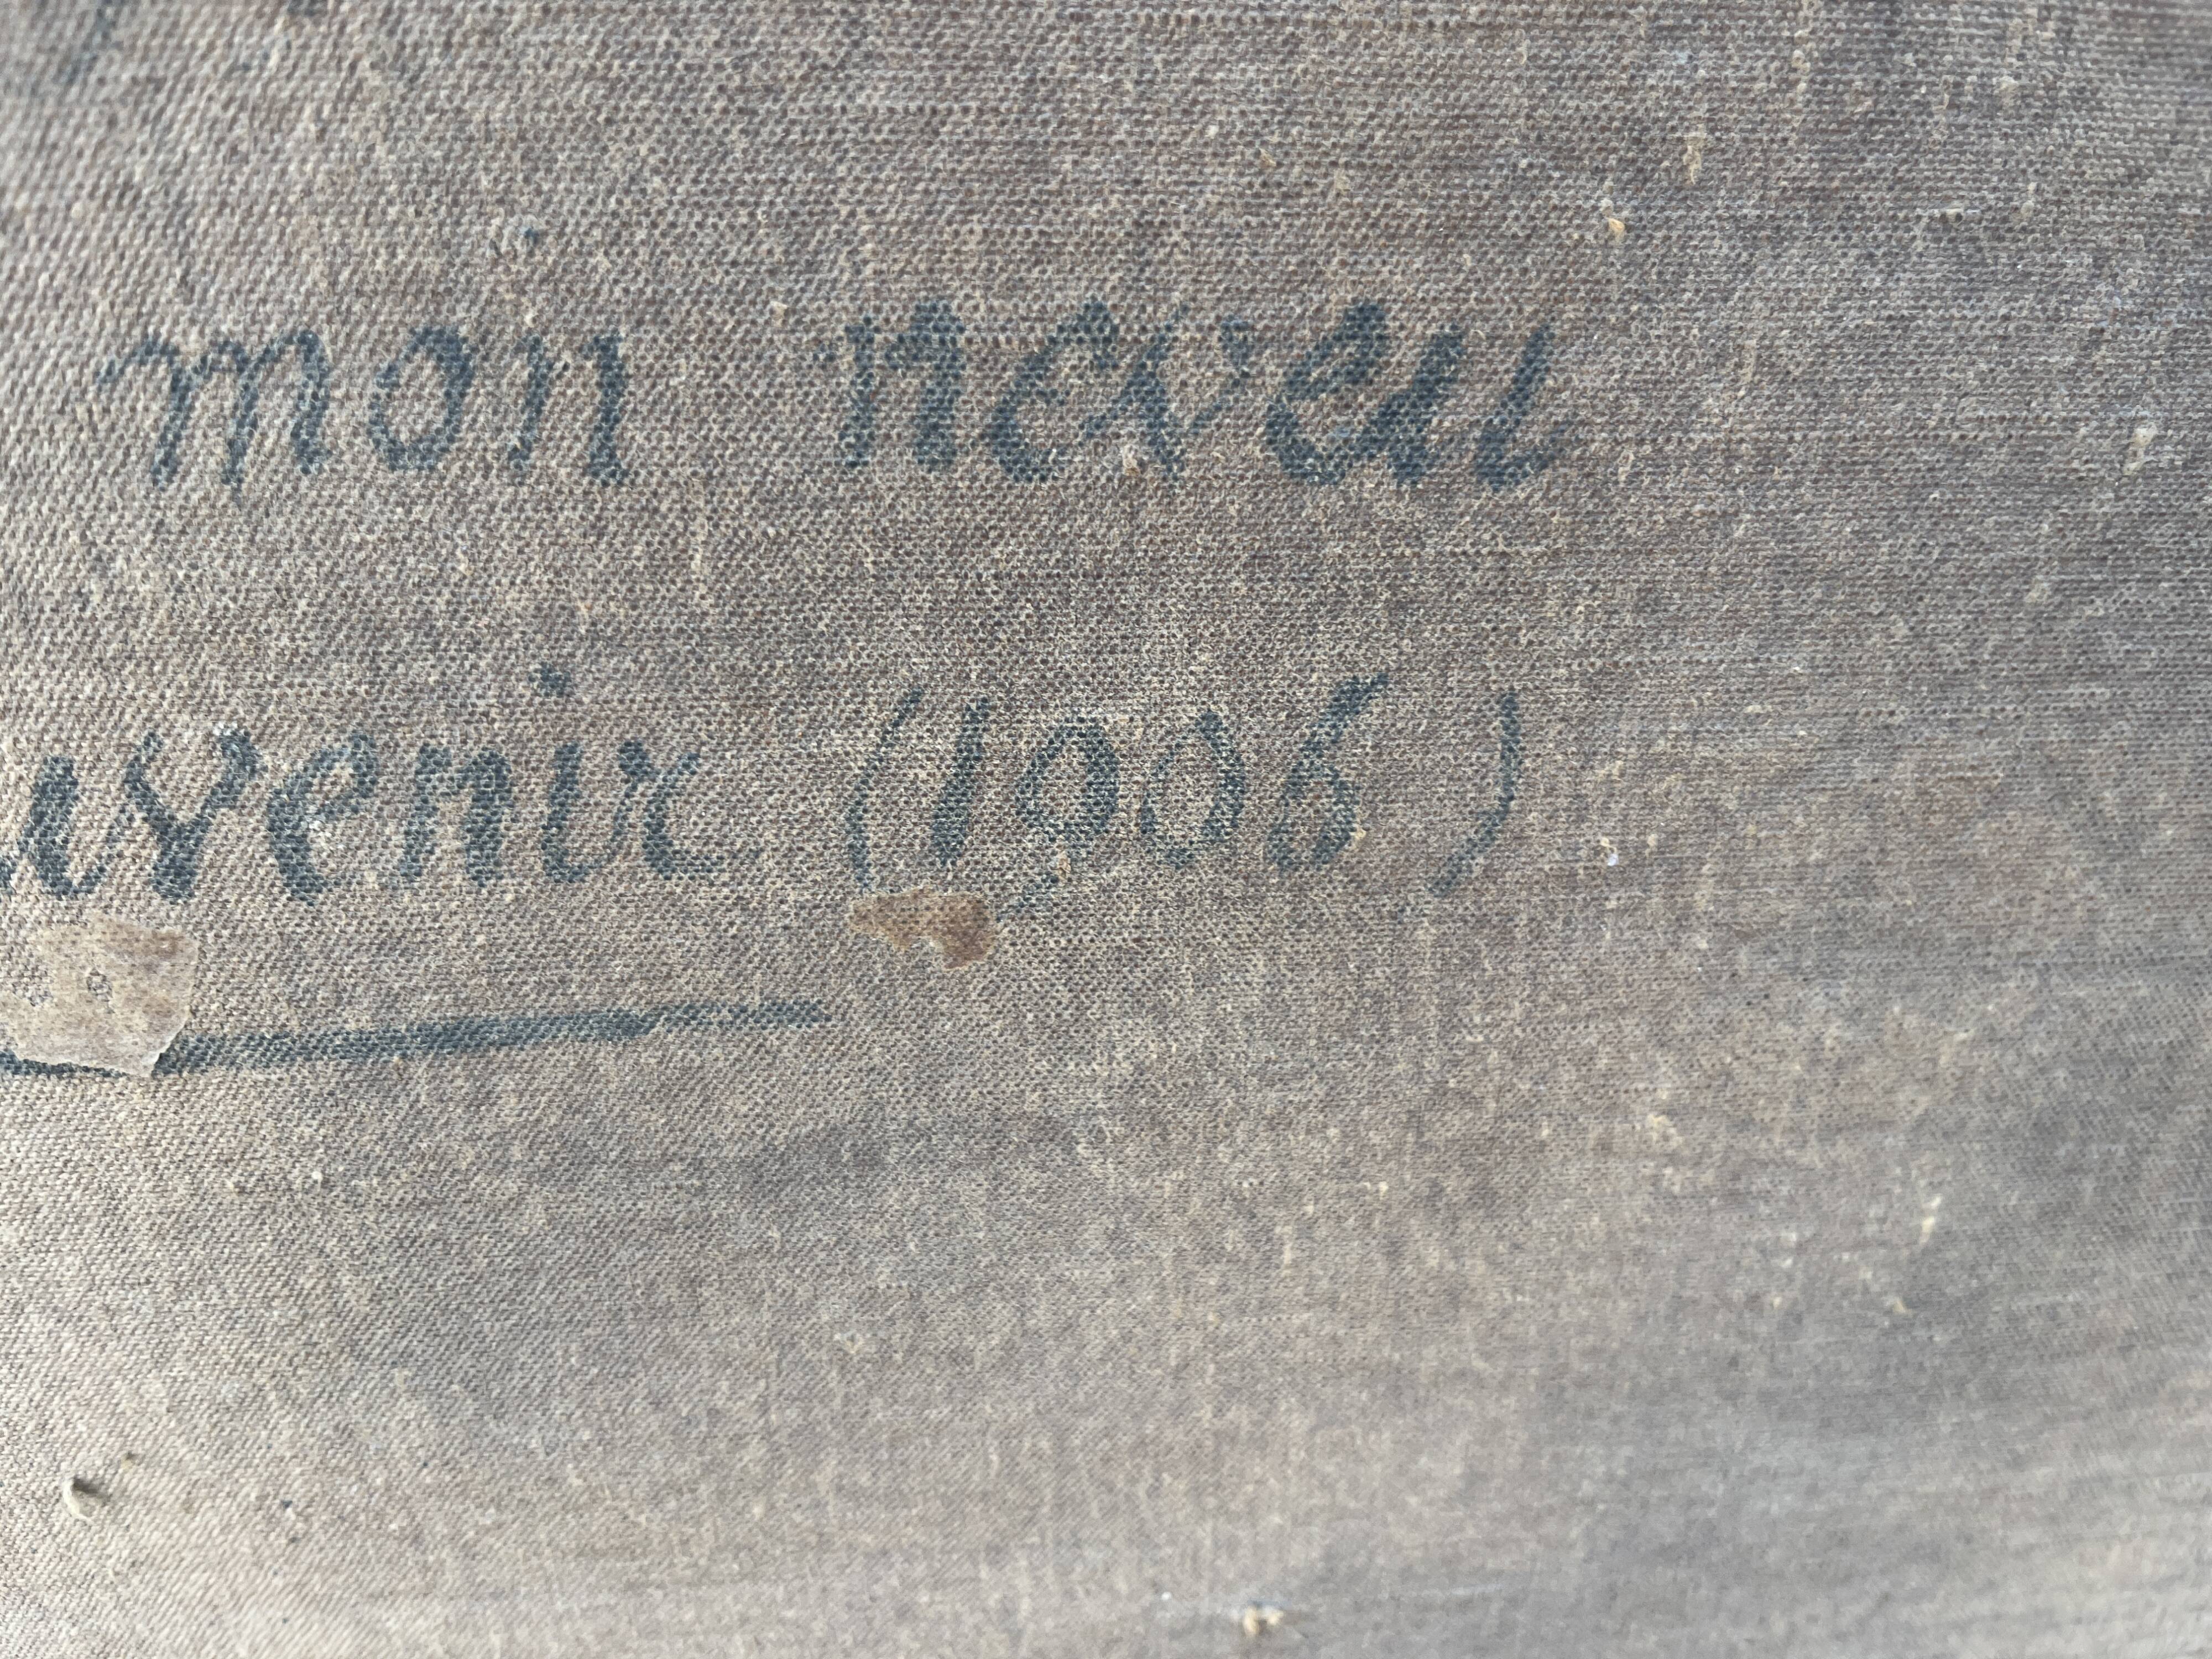 mon neveu
uvenir (1906)